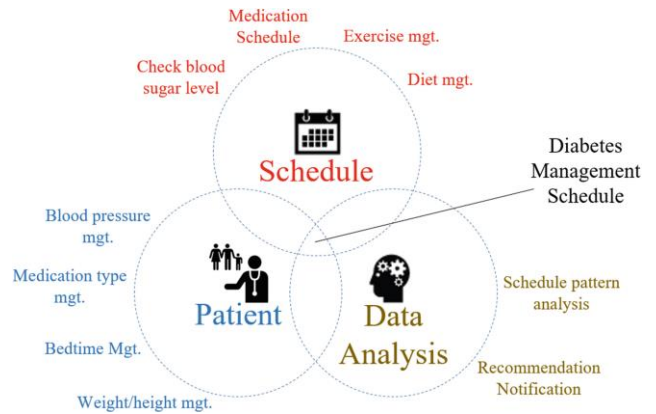 Medication
Schedule
Exercise mgt.
Check blood
sugar level
Diet mgt.
Schedule
Diabetes
Management
Schedule
Blood pressure
mgt.
Medication type
mgt.
Patient
Bedtime Mgt.
Weight/height mgt.
Data
Analysis
Schedule pattern
analysis
Recommendation
Notification